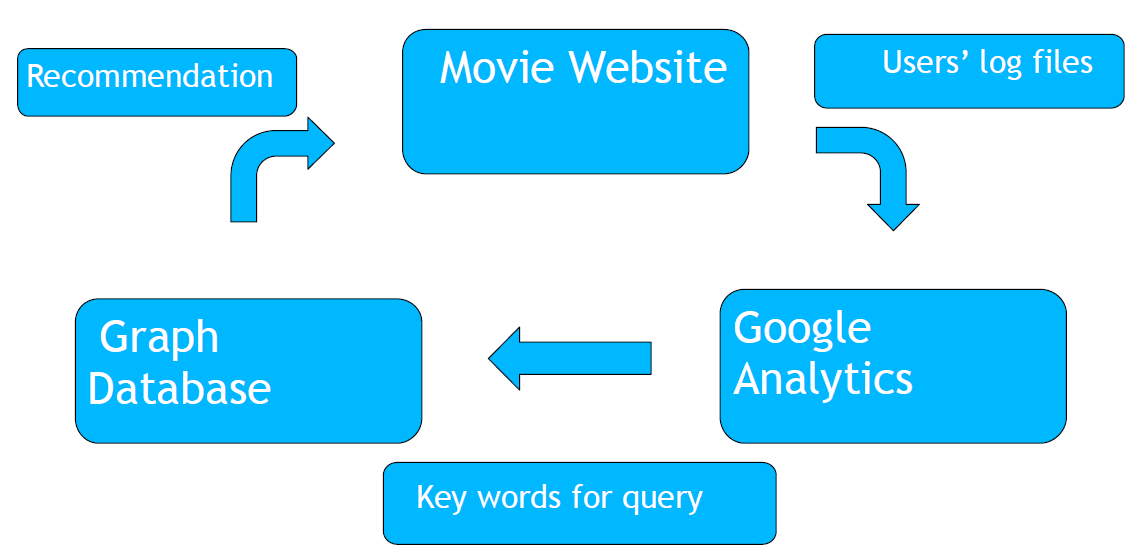 Recommendation
Movie Website
Users’ log files
Graph
Database
Google
Analytics
Key words for query